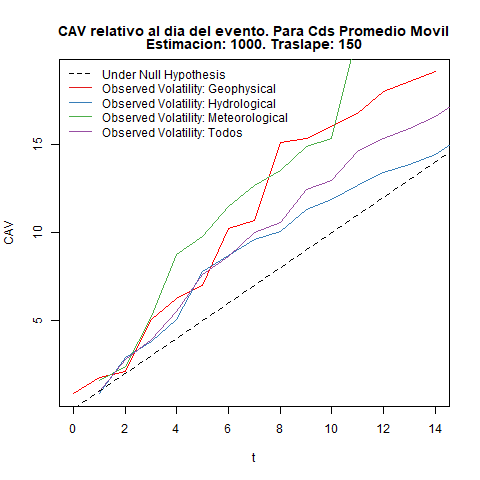 CAV relativo al dia del evento. Para Cds Promedio Movil
Estimacion: 1000. Traslape: 150
Under Null Hypothesis
Observed Volatility: Geophysical
Observed Volatility: Hydrological
Observed Volatility: Meteorological
Observed Volatility: Todos
CAV
15
10
5
0 2 4 6 8 10 12 14
t